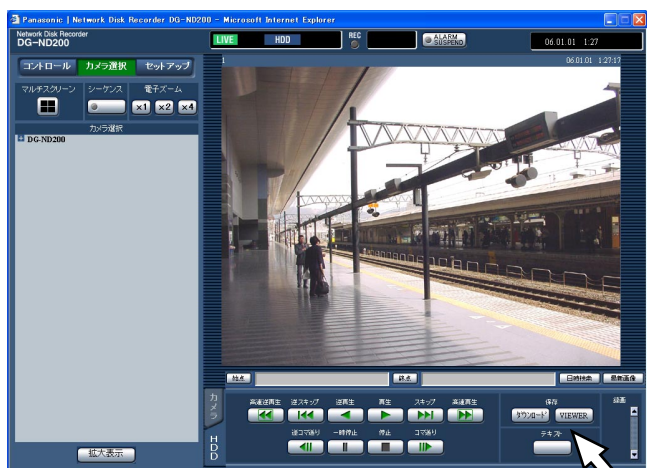 Panasonic | Network Disk Recorder DG-ND200 - Microsoft Internet Explorer
Network Disk Recorder
DG-ND200
LIVE
HDD
REC
ALARM
SUSPEND
06.01.01 1:27
コントロール
カメラ選択
セットアップ
マルチスクリーン
シーケンス
電子ズーム
x1
x2
x4
カメラ選択
DG-ND200
拡大表示
1
06.01.01 1:27:17
始点
終点
日時検索
最新画像
カメラ
HDD
高速逆再生
逆スキップ
逆再生
再生
スキップ
高速再生
逆コマ送り
一時停止
停止
コマ送り
保存
ダウンロード
VIEWER
テキスト
録画